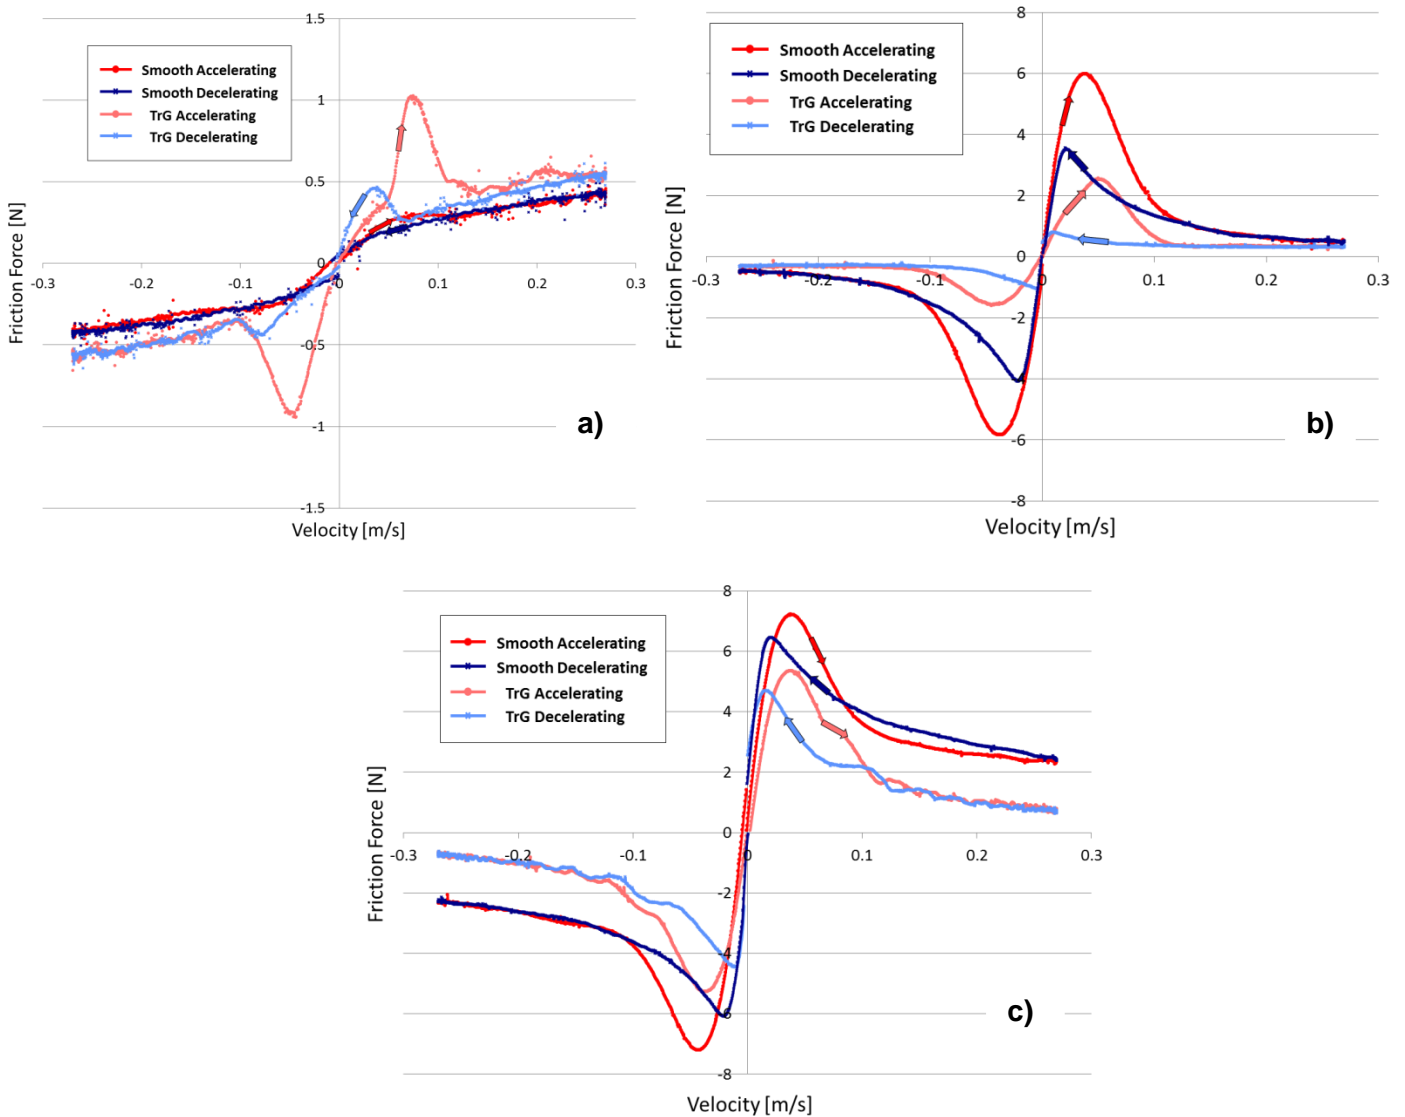 1.5
1
0.5
0
-0.5
-1
-1.5
-0.3
-0.2
-0.1
0
0.1
0.2
0.3
Smooth Accelerating
Smooth Decelerating
TrG Accelerating
TrG Decelerating
Friction Force [N]
Velocity [m/s]
a)
8
6
4
2
0
-2
-4
-6
-8
-0.3
-0.2
-0.1
0
0.1
0.2
0.3
Smooth Accelerating
Smooth Decelerating
TrG Accelerating
TrG Decelerating
Friction Force [N]
Velocity [m/s]
b)
8
6
4
2
0
-2
-4
-6
-8
-0.3
-0.2
-0.1
0
0.1
0.2
0.3
Smooth Accelerating
Smooth Decelerating
TrG Accelerating
TrG Decelerating
Friction Force [N]
Velocity [m/s]
c)